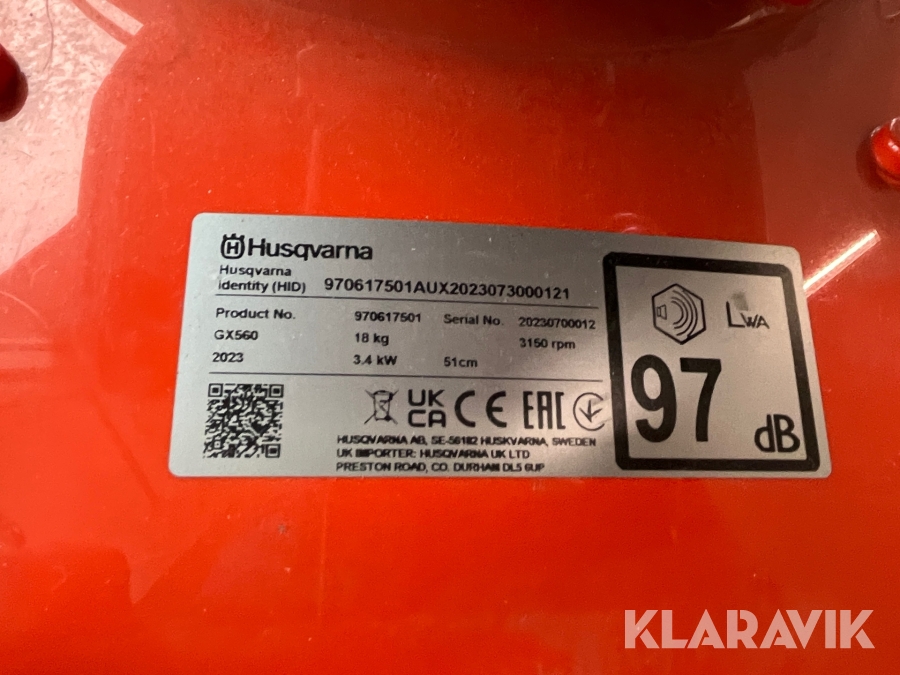 Husqvarna
Husqvarna
identity (HID) 970617501AUX2023073000121
Product No. 970617501 Serial No. 20230700012
GX560 18 kg 3150 rpm
2023 3.4 kW 51cm
UK
CA CE EAC
HUSQVARNA AB, SE-56182 HUSKVARNA, SWEDEN
UK IMPORTER: HUSQVARNA UK LTD
PRESTON ROAD, CO. DURHAM DL5 6UP
LWA
97
dB
KLARAVIK